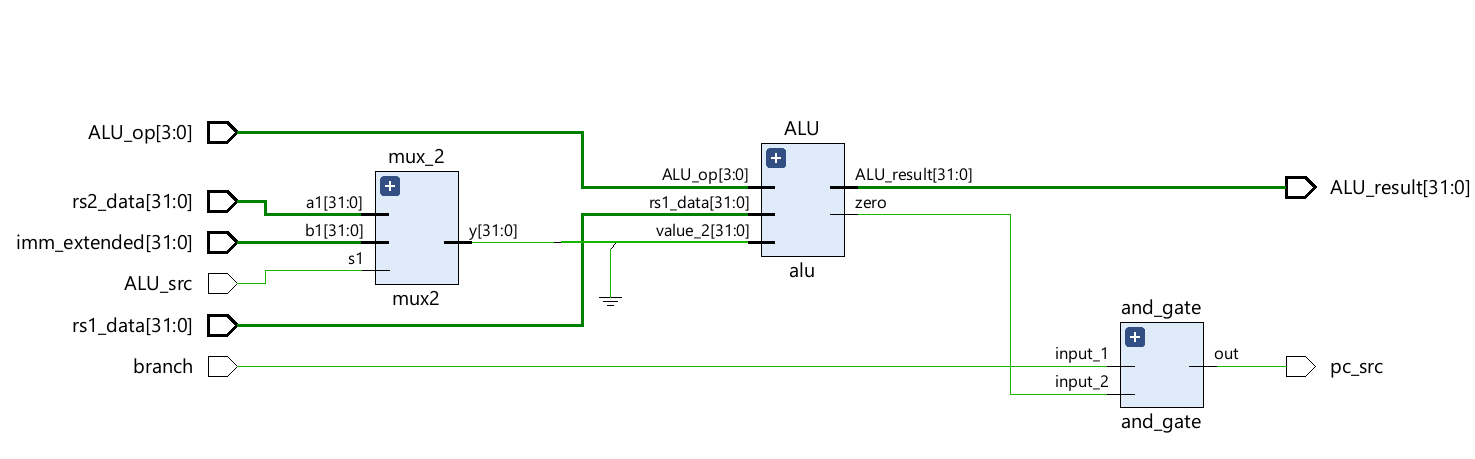 ALU_op[3:0]
rs2_data[31:0]
imm_extended[31:0]
ALU_src
rs1_data[31:0]
branch
mux_2
a1[31:0]
b1[31:0]
s1
y[31:0]
mux2
ALU
ALU_op[3:0]
rs1_data[31:0]
value_2[31:0]
ALU_result[31:0]
zero
alu
and_gate
input_1
input_2
out
and_gate
ALU_result[31:0]
pc_src